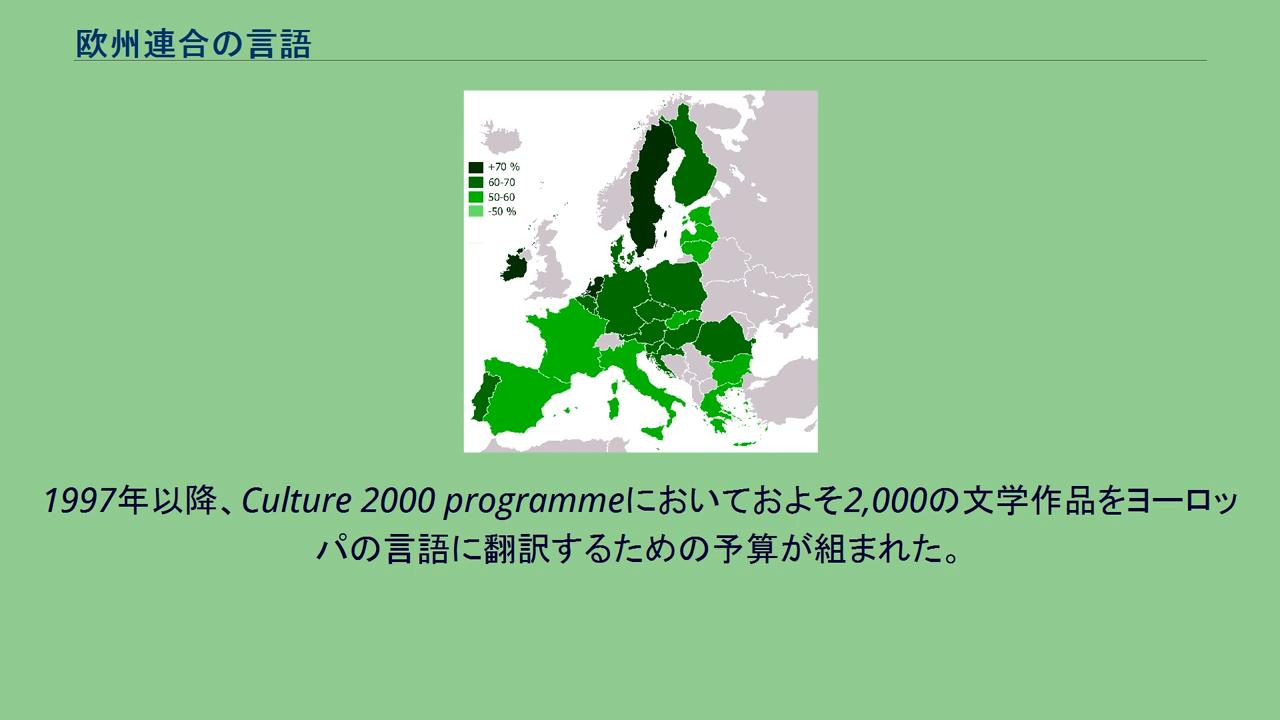 欧州連合の言語
+70 %
60-70
50-60
-50 %
1997年以降、Culture 2000 programmeにおいておよそ2,000の文学作品をヨーロッ
パの言語に翻訳するための予算が組まれた。